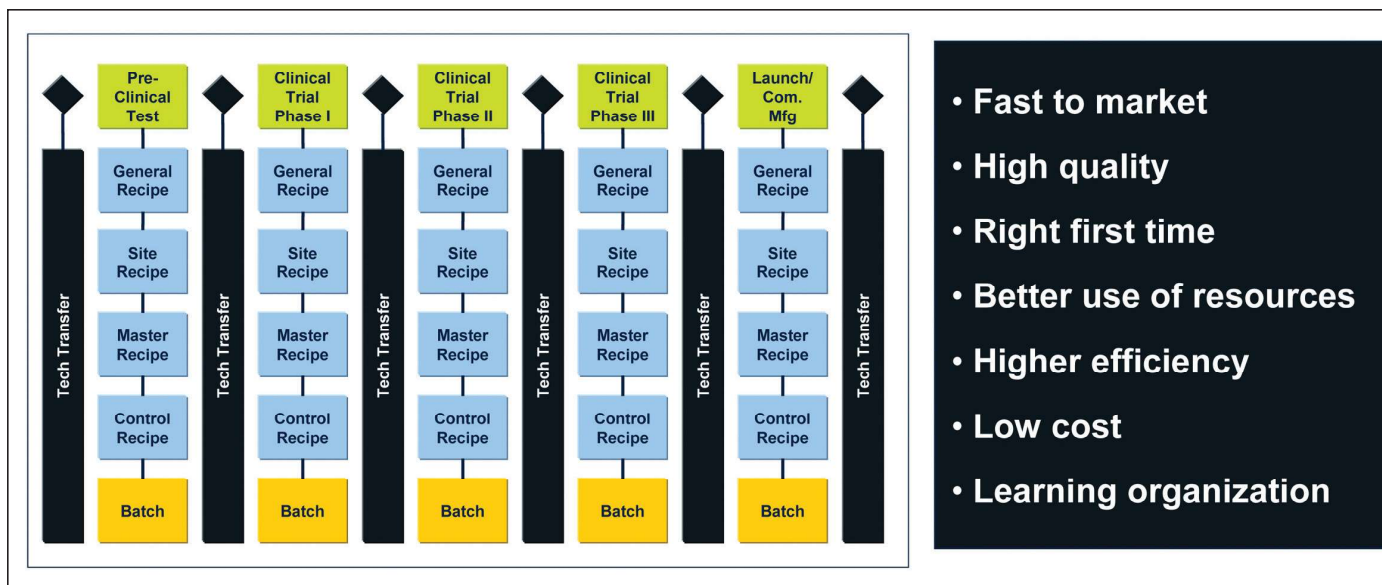 Pre-
Clinical
Test
Clinical
Trial
Phase I
Clinical
Trial
Phase II
Clinical
Trial
Phase III
Launch/
Com.
Mfg
Tech Transfer
General
Recipe
Site
Recipe
Master
Recipe
Control
Recipe
Batch
Tech Transfer
General
Recipe
Site
Recipe
Master
Recipe
Control
Recipe
Batch
Tech Transfer
General
Recipe
Site
Recipe
Master
Recipe
Control
Recipe
Batch
Tech Transfer
General
Recipe
Site
Recipe
Master
Recipe
Control
Recipe
Batch
Tech Transfer
General
Recipe
Site
Recipe
Master
Recipe
Control
Recipe
Batch
Tech Transfer
• Fast to market
• High quality
• Right first time
• Better use of resources
• Higher efficiency
• Low cost
• Learning organization